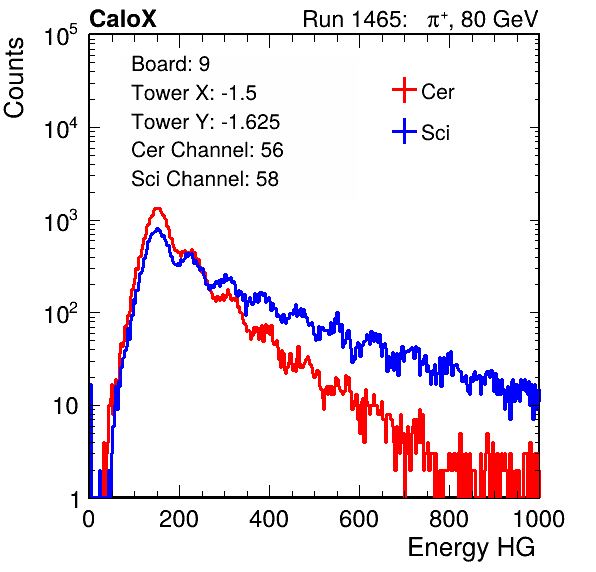 CaloX Run 1465: π⁺, 80 GeV
Counts
10⁵
10⁴
10³
10²
10
1
Board: 9
Tower X: -1.5
Tower Y: -1.625
Cer Channel: 56
Sci Channel: 58
Cer
Sci
0 200 400 600 800 1000
Energy HG